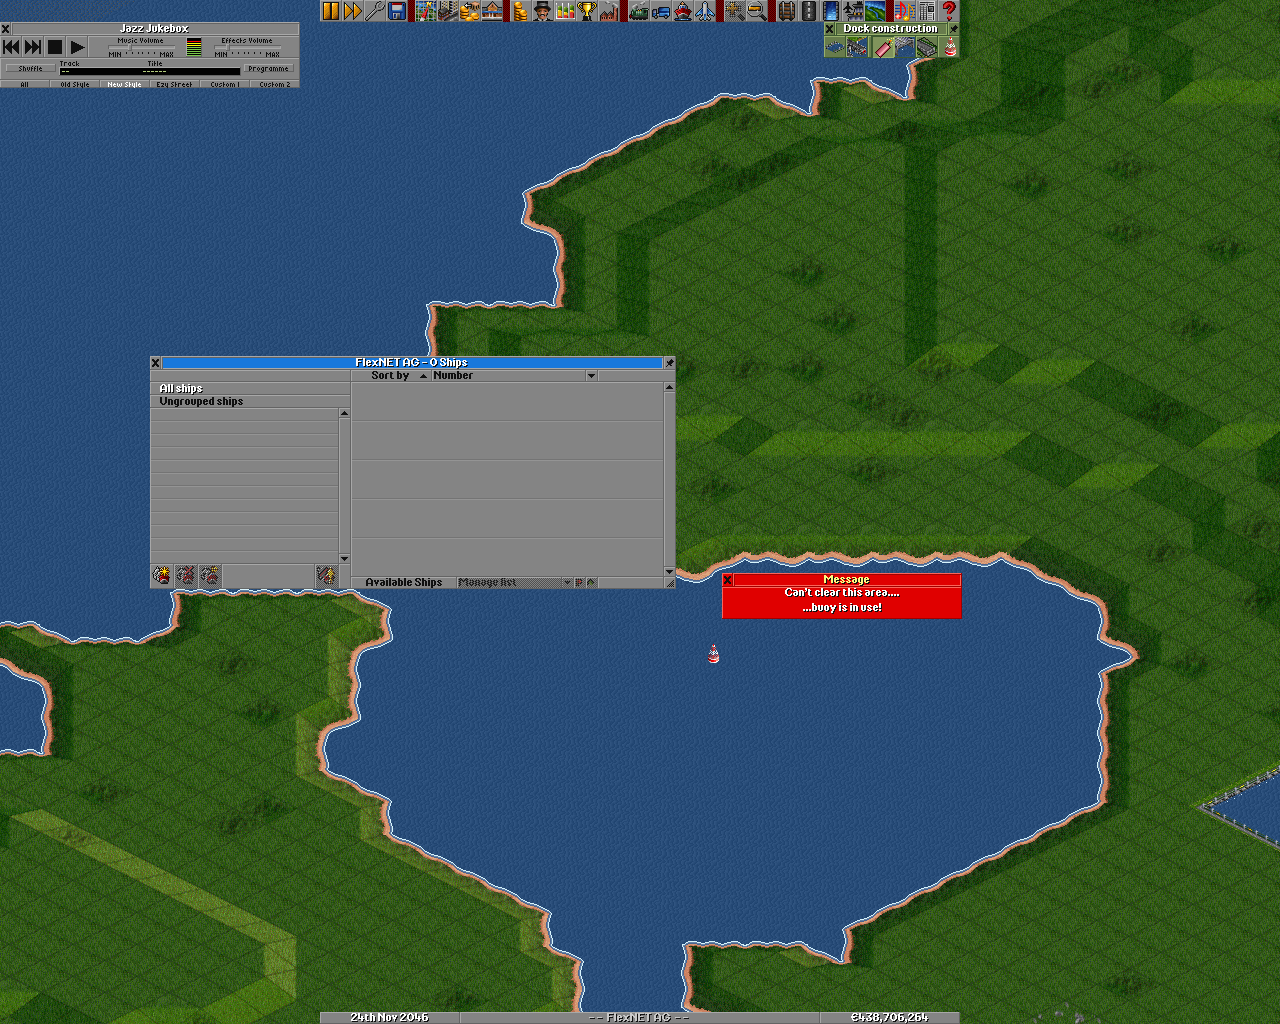 Jazz Jukebox
Music Volume
Effects Volume
MIN MAX
MIN MAX
Shuffle
Track
Title
Programme
--
------
All
Old Style
New Style
Ezy Street
Custom 1
Custom 2
Dock construction
FlexNET AG - 0 Ships
Sort by
Number
All ships
Ungrouped ships
Available Ships
Manage list
Message
Can't clear this area....
...buoy is in use!
24th Nov 2046
-- FlexNET AG --
€438,706,264